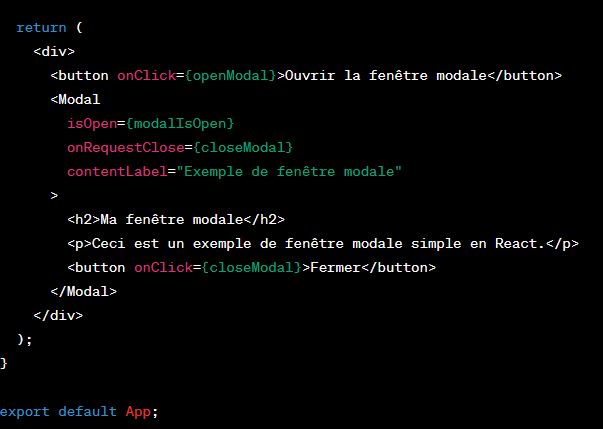 return (
<div>
<button onClick={openModal}>Ouvrir la fenêtre modale</button>
<Modal
isOpen={modalIsOpen}
onRequestClose={closeModal}
contentLabel="Exemple de fenêtre modale"
>
<h2>Ma fenêtre modale</h2>
<p>Ceci est un exemple de fenêtre modale simple en React.</p>
<button onClick={closeModal}>Fermer</button>
</Modal>
</div>
);
}
export default App;